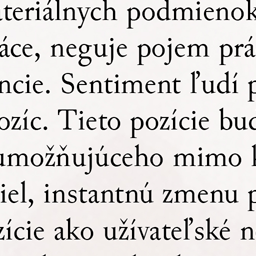 ateriálnych podmienok
áce, neguje pojem prá
ncie. Sentiment ľudí p
ozíc. Tieto pozície bud
umožňujúceho mimo k
iel, instantnú zmenu p
zície ako užívateľské n